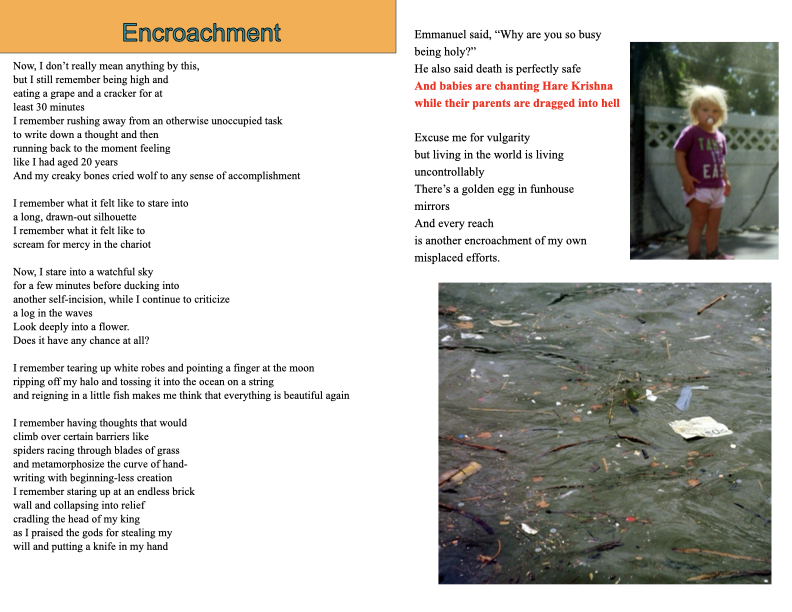 Encroachment
Now, I don't really mean anything by this,
but I still remember being high and
eating a grape and a cracker for at
least 30 minutes
I remember rushing away from an otherwise unoccupied task
to write down a thought and then
running back to the moment feeling
like I had aged 20 years
And my creaky bones cried wolf to any sense of accomplishment
I remember what it felt like to stare into
a long, drawn-out silhouette
I remember what it felt like to
scream for mercy in the chariot
Now, I stare into a watchful sky
for a few minutes before ducking into
another self-incision, while I continue to criticize
a log in the waves
Look deeply into a flower.
Does it have any chance at all?
I remember tearing up white robes and pointing a finger at the moon
ripping off my halo and tossing it into the ocean on a string
and reigning in a little fish makes me think that everything is beautiful again
I remember having thoughts that would
climb over certain barriers like
spiders racing through blades of grass
and metamorphosize the curve of hand-
writing with beginning-less creation
I remember staring up at an endless brick
wall and collapsing into relief
cradling the head of my king
as I praised the gods for stealing my
will and putting a knife in my hand
Emmanuel said, “Why are you so busy
being holy?”
He also said death is perfectly safe
And babies are chanting Hare Krishna
while their parents are dragged into hell
Excuse me for vulgarity
but living in the world is living
uncontrollably
There's a golden egg in funhouse
mirrors
And every reach
is another encroachment of my own
misplaced efforts.